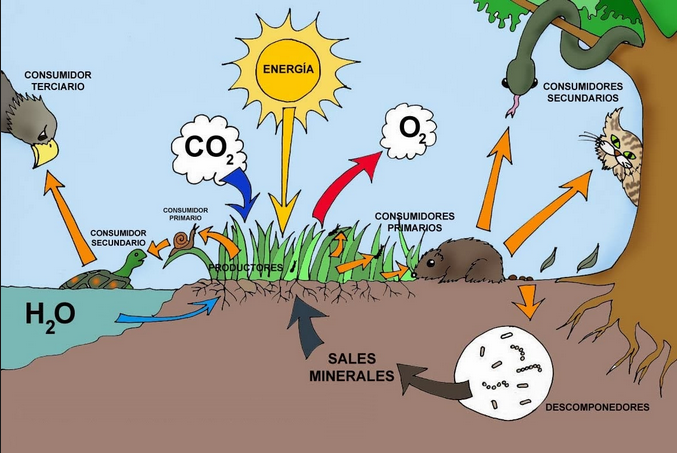 CONSUMIDOR
TERCIARIO
ENERGÍA
CONSUMIDORES
SECUNDARIOS
CO2
O2
CONSUMIDOR
PRIMARIO
CONSUMIDORES
PRIMARIOS
CONSUMIDOR
SECUNDARIO
PRODUCTORES
H2O
SALES
MINERALES
DESCOMPONEDORES